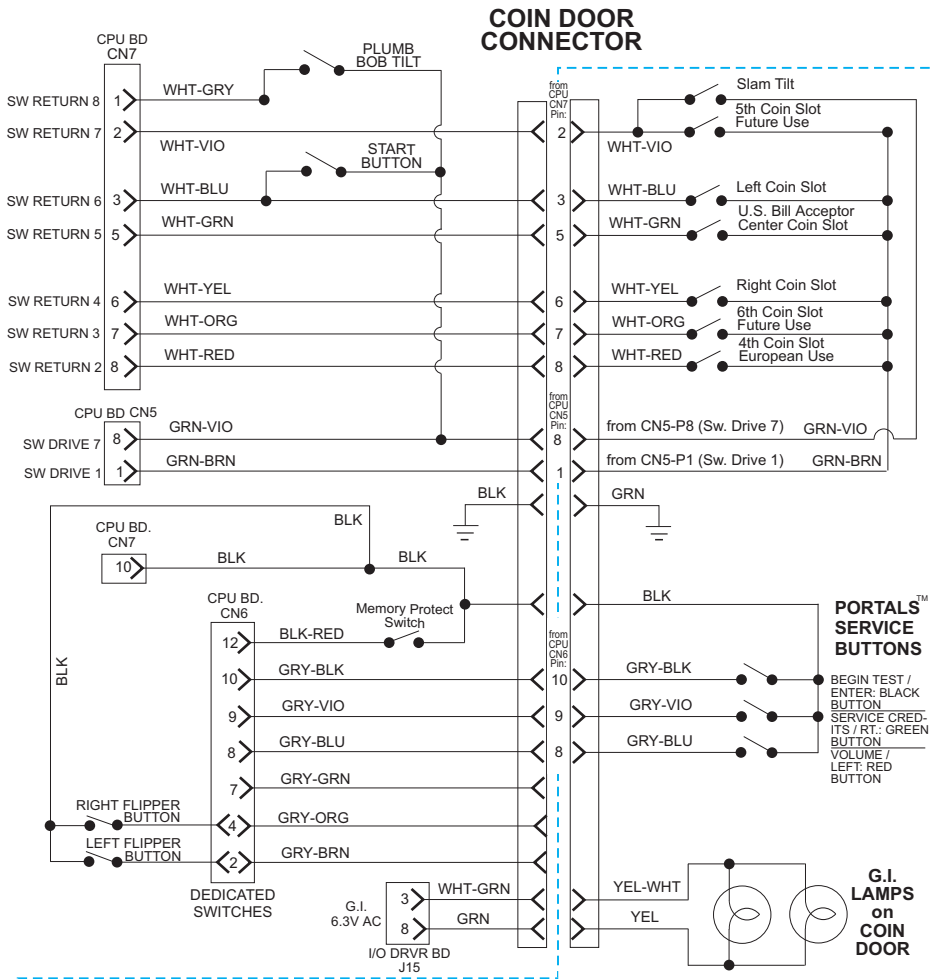 COIN DOOR
CONNECTOR
CPU BD
CN7
PLUMB
BOB TILT
from
CPU
CN7
Pin:
Slam Tilt
SW RETURN 8
1
WHT-GRY
5th Coin Slot
Future Use
SW RETURN 7
2
WHT-VIO
2
WHT-VIO
START
BUTTON
SW RETURN 6
3
WHT-BLU
3
WHT-BLU
Left Coin Slot
SW RETURN 5
5
WHT-GRN
5
WHT-GRN
U.S. Bill Acceptor
Center Coin Slot
SW RETURN 4
6
WHT-YEL
6
WHT-YEL
Right Coin Slot
SW RETURN 3
7
WHT-ORG
7
WHT-ORG
6th Coin Slot
Future Use
SW RETURN 2
8
WHT-RED
8
WHT-RED
4th Coin Slot
European Use
CPU BD CN5
from
CPU
CN5
Pin:
SW DRIVE 7
8
GRN-VIO
8
from CN5-P8 (Sw. Drive 7)
GRN-VIO
SW DRIVE 1
1
GRN-BRN
1
from CN5-P1 (Sw. Drive 1)
GRN-BRN
BLK
GRN
BLK
CPU BD.
CN7
10
BLK
BLK
BLK
BLK
CPU BD.
CN6
Memory Protect
Switch
12
BLK-RED
from
CPU
CN6
Pin:
PORTALS™
SERVICE
BUTTONS
10
GRY-BLK
10
GRY-BLK
BEGIN TEST /
ENTER: BLACK
BUTTON
9
GRY-VIO
9
GRY-VIO
SERVICE CRED-
ITS / RT.: GREEN
BUTTON
8
GRY-BLU
8
GRY-BLU
VOLUME /
LEFT: RED
BUTTON
7
GRY-GRN
RIGHT FLIPPER
BUTTON
4
GRY-ORG
LEFT FLIPPER
BUTTON
2
GRY-BRN
DEDICATED
SWITCHES
G.I.
6.3V AC
3
WHT-GRN
YEL-WHT
8
GRN
YEL
I/O DRVR BD
J15
G.I.
LAMPS
on
COIN
DOOR